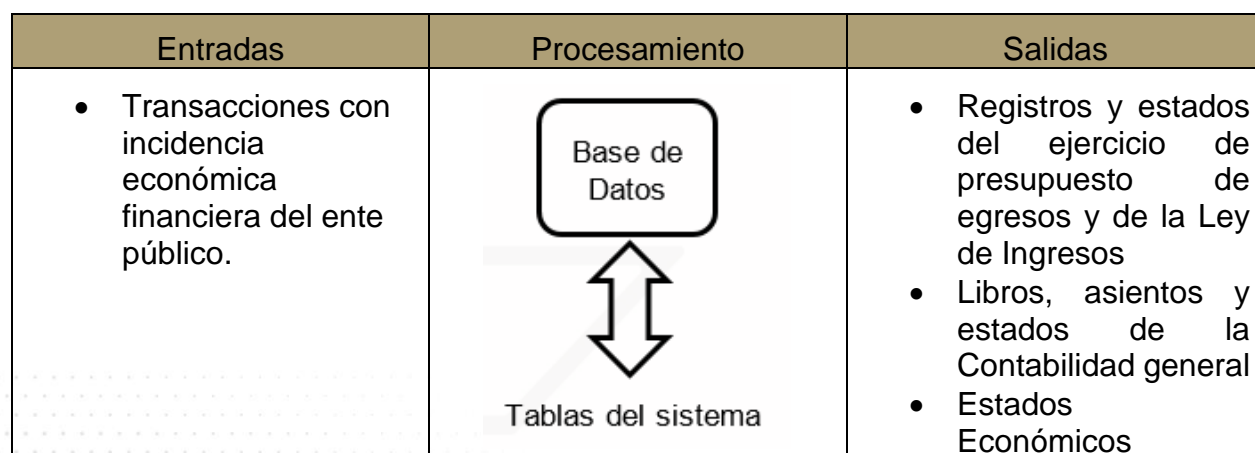 Entradas
Procesamiento
Salidas
• Transacciones con
incidencia
económica
financiera del ente
público.
Base de
Datos
Tablas del sistema
• Registros y estados
del ejercicio de
presupuesto de
egresos y de la Ley
de Ingresos
• Libros, asientos y
estados de la
Contabilidad general
• Estados
Económicos